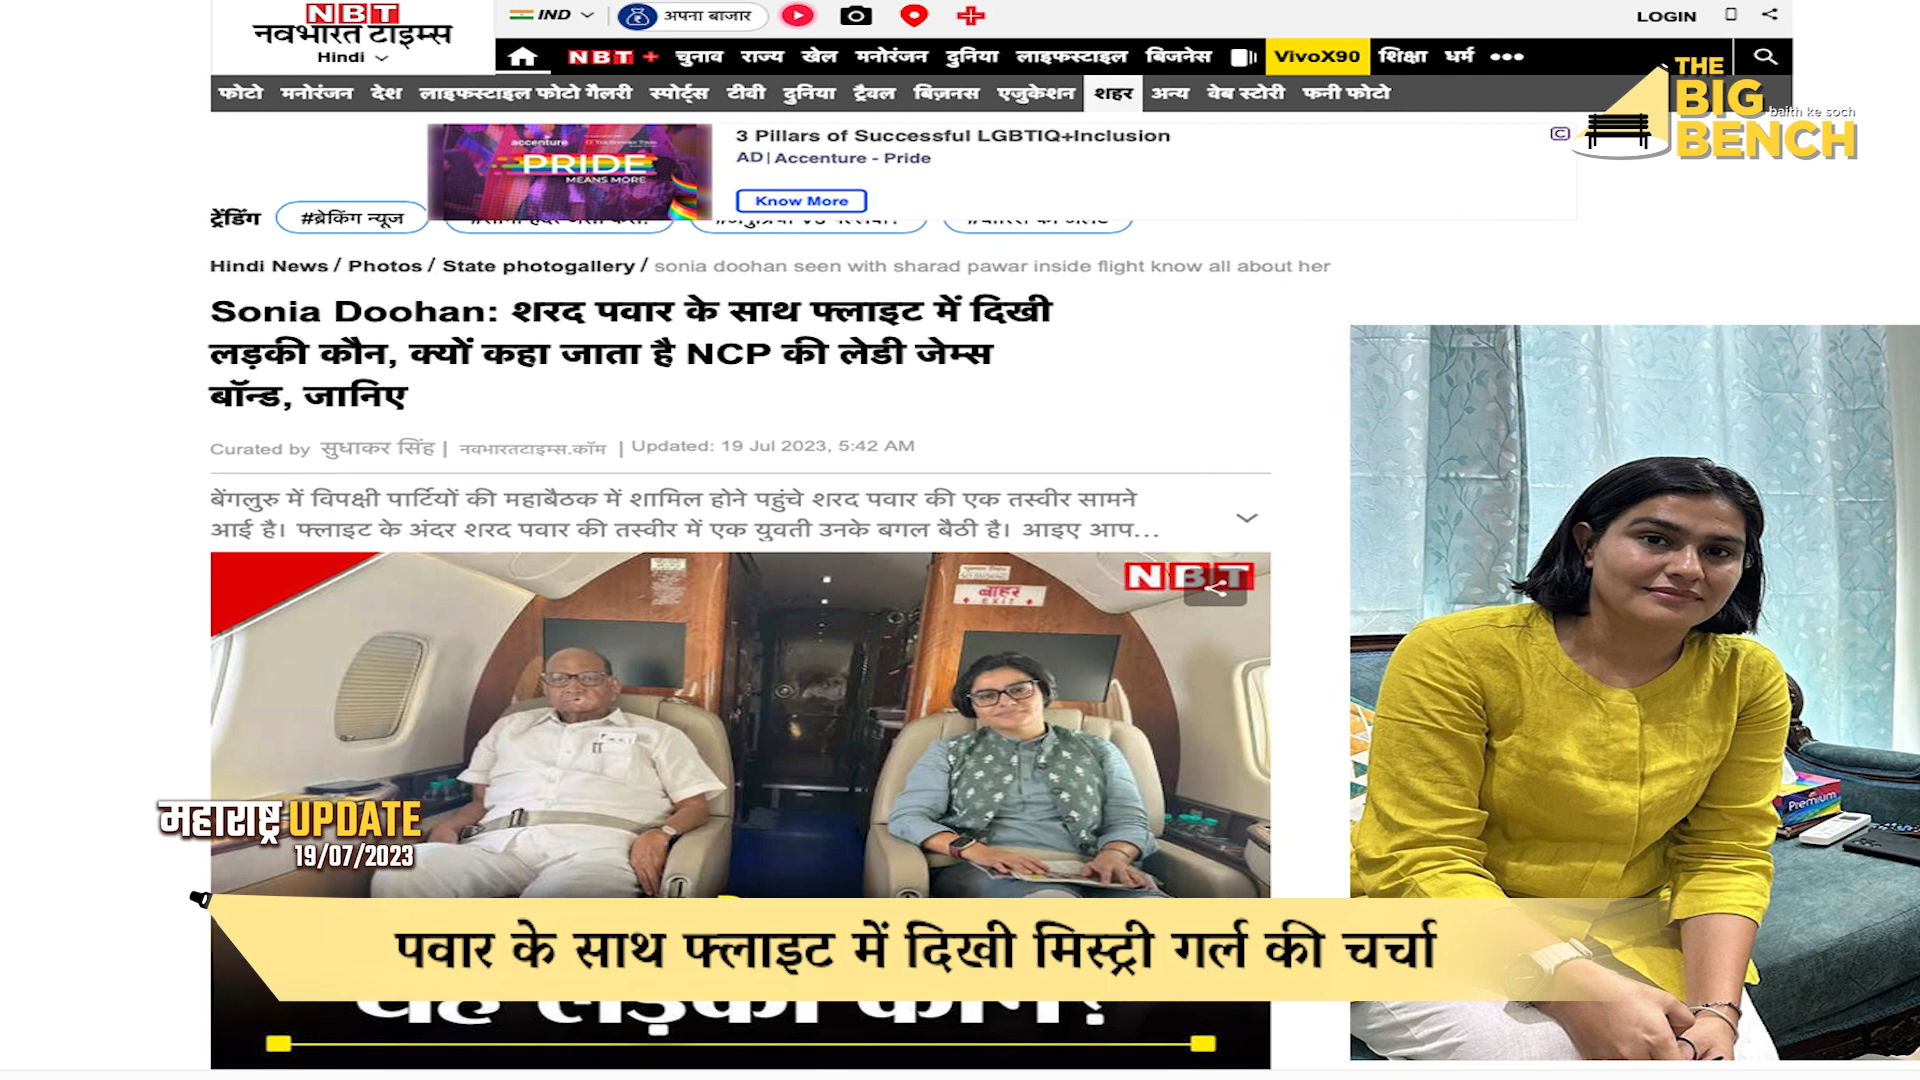 NBT
नवभारत टाइम्स
Hindi
IND
अपना बाजार
LOGIN
NBT + चुनाव राज्य खेल मनोरंजन दुनिया लाइफस्टाइल बिजनेस VivoX90 शिक्षा धर्म
फोटो मनोरंजन देश लाइफस्टाइल फोटो गैलरी स्पोर्ट्स टीवी दुनिया ट्रैवल बिज़नस एजुकेशन शहर अन्य वेब स्टोरी फनी फोटो
THE
BIG
baith ke soch
BENCH
accenture
PRIDE
MEANS MORE
3 Pillars of Successful LGBTIQ+Inclusion
AD | Accenture - Pride
Know More
ट्रेंडिंग #ब्रेकिंग न्यूज
Hindi News / Photos / State photogallery / sonia doohan seen with sharad pawar inside flight know all about her
Sonia Doohan: शरद पवार के साथ फ्लाइट में दिखी
लड़की कौन, क्यों कहा जाता है NCP की लेडी जेम्स
बॉन्ड, जानिए
Curated by सुधाकर सिंह | नवभारतटाइम्स.कॉम | Updated: 19 Jul 2023, 5:42 AM
बेंगलुरु में विपक्षी पार्टियों की महाबैठक में शामिल होने पहुंचे शरद पवार की एक तस्वीर सामने
आई है। फ्लाइट के अंदर शरद पवार की तस्वीर में एक युवती उनके बगल बैठी है। आइए आप...
NBT
बाहर
EXIT
Premium
महाराष्ट्र UPDATE
19/07/2023
पवार के साथ फ्लाइट में दिखी मिस्ट्री गर्ल की चर्चा